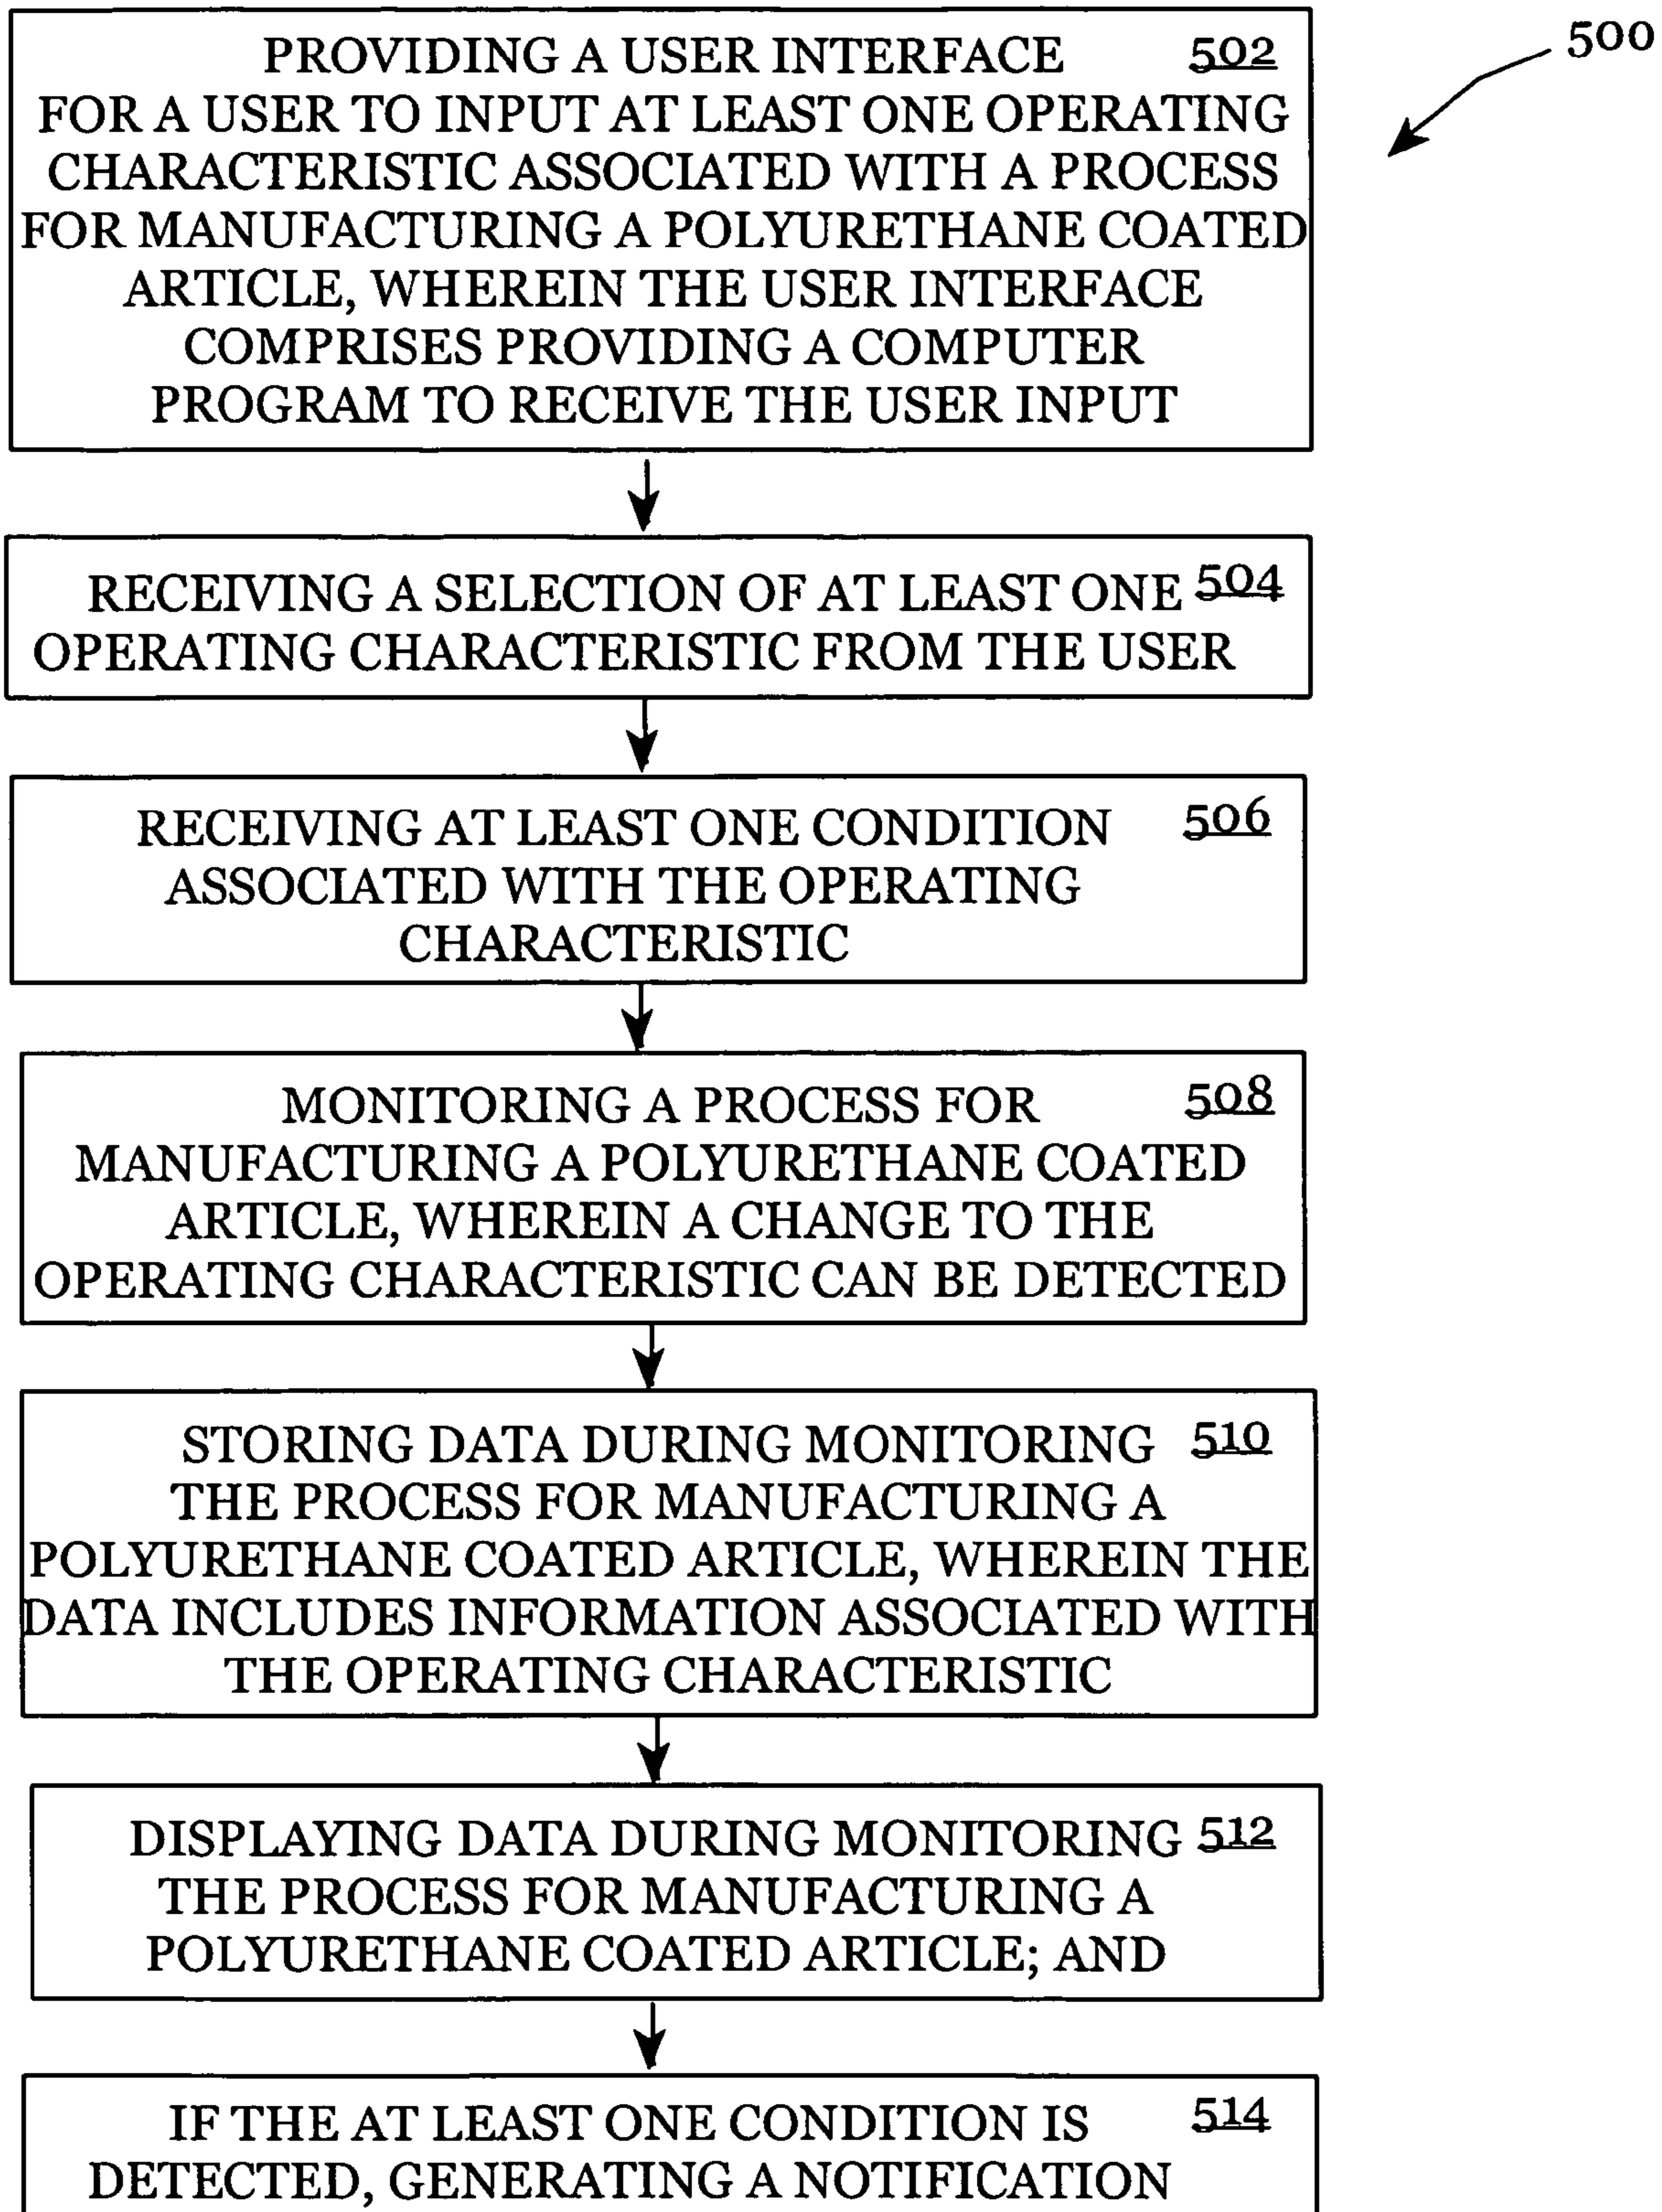 PROVIDING A USER INTERFACE 502
FOR A USER TO INPUT AT LEAST ONE OPERATING
CHARACTERISTIC ASSOCIATED WITH A PROCESS
FOR MANUFACTURING A POLYURETHANE COATED
ARTICLE, WHEREIN THE USER INTERFACE
COMPRISES PROVIDING A COMPUTER
PROGRAM TO RECEIVE THE USER INPUT
500
RECEIVING A SELECTION OF AT LEAST ONE 504
OPERATING CHARACTERISTIC FROM THE USER
RECEIVING AT LEAST ONE CONDITION 506
ASSOCIATED WITH THE OPERATING
CHARACTERISTIC
MONITORING A PROCESS FOR 508
MANUFACTURING A POLYURETHANE COATED
ARTICLE, WHEREIN A CHANGE TO THE
OPERATING CHARACTERISTIC CAN BE DETECTED
STORING DATA DURING MONITORING 510
THE PROCESS FOR MANUFACTURING A
POLYURETHANE COATED ARTICLE, WHEREIN THE
DATA INCLUDES INFORMATION ASSOCIATED WITH
THE OPERATING CHARACTERISTIC
DISPLAYING DATA DURING MONITORING 512
THE PROCESS FOR MANUFACTURING A
POLYURETHANE COATED ARTICLE; AND
IF THE AT LEAST ONE CONDITION IS 514
DETECTED, GENERATING A NOTIFICATION